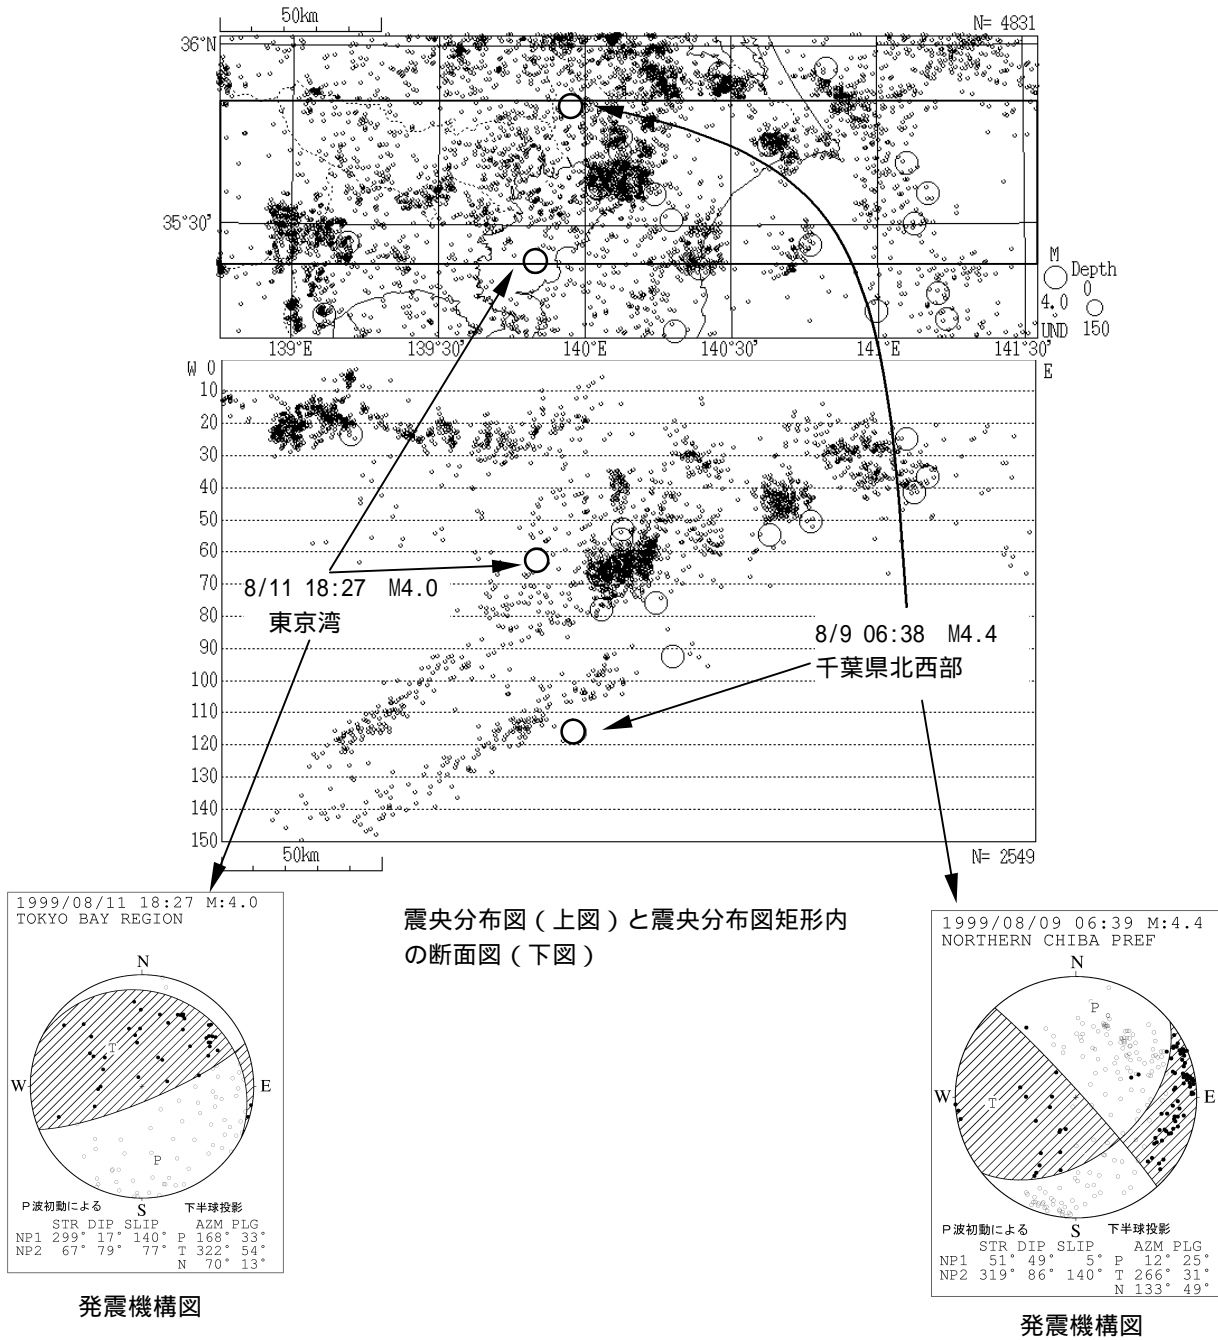 50km
N= 4831
36°N
35°30'
M
Depth
0
4.0
UND 150
139°E 139°30' 140°E 140°30' 141°E 141°30'
W 0
E
10
20
30
40
50
60
70
80
90
100
110
120
130
140
150
8/11 18:27 M4.0
東京湾
8/9 06:38 M4.4
千葉県北西部
50km
N= 2549
震央分布図(上図)と震央分布図矩形内
の断面図(下図)
1999/08/11 18:27 M:4.0
TOKYO BAY REGION
N
T
W
E
P
S
P波初動による 下半球投影
STR DIP SLIP AZM PLG
NP1 299° 17° 140° P 168° 33°
NP2 67° 79° 77° T 322° 54°
N 70° 13°
発震機構図
1999/08/09 06:39 M:4.4
NORTHERN CHIBA PREF
N
P
W
T
E
S
P波初動による 下半球投影
STR DIP SLIP AZM PLG
NP1 51° 49° 5° P 12° 25°
NP2 319° 86° 140° T 266° 31°
N 133° 49°
発震機構図